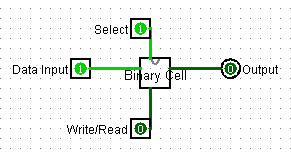 Select 1
Data Input 1
Binary Cell
0 Output
Write/Read 0